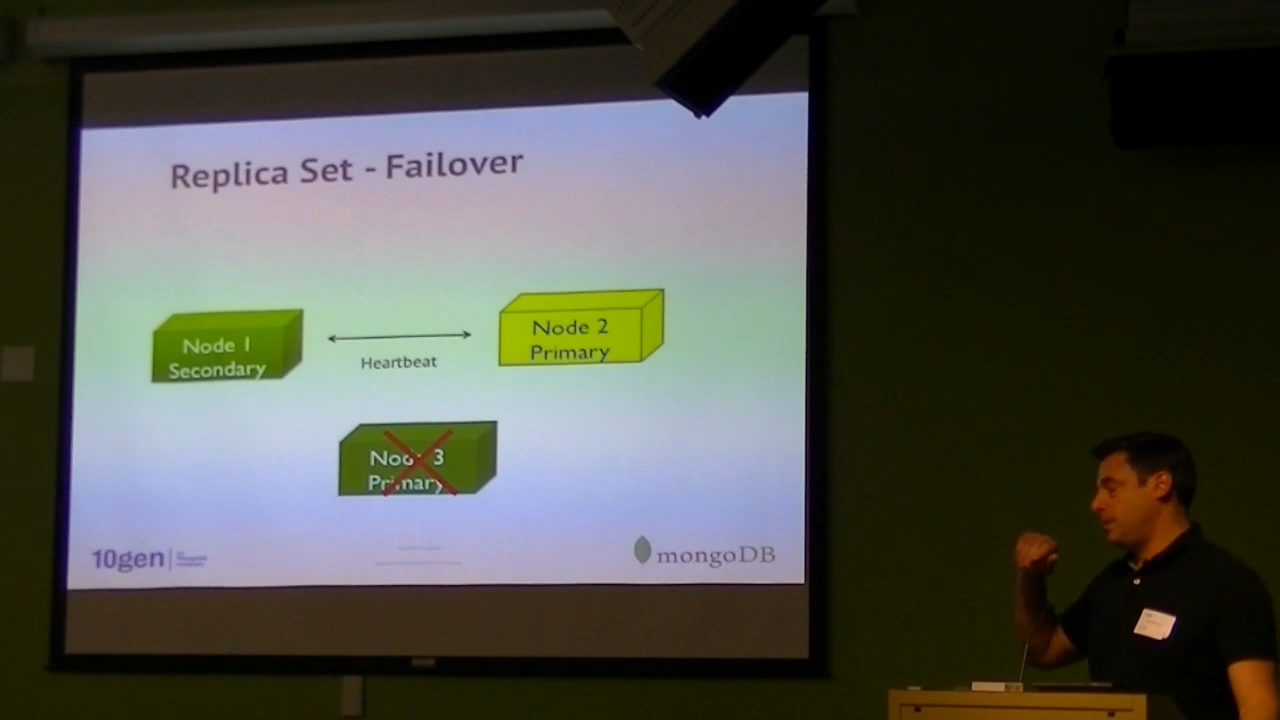 Replica Set - Failover
Node 1
Secondary
Heartbeat
Node 2
Primary
Node 3
Primary
10gen
mongoDB